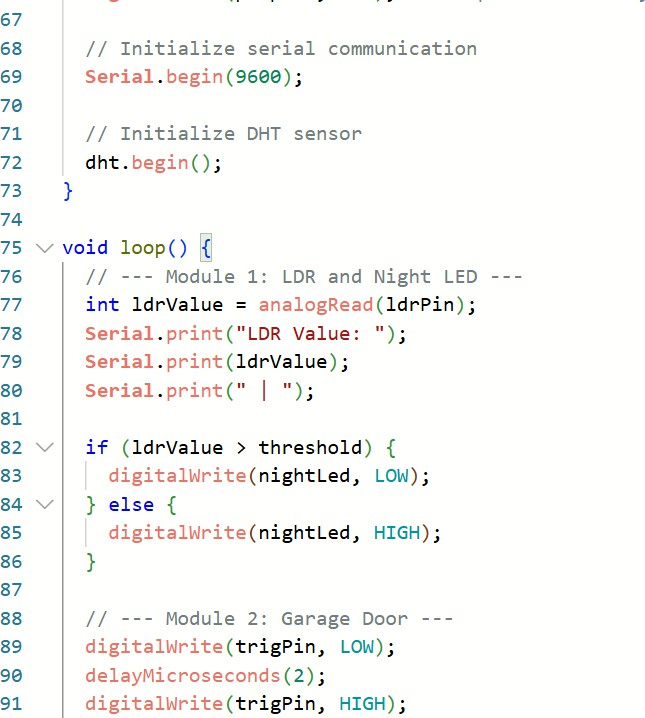 67
68 // Initialize serial communication
69 Serial.begin(9600);
70
71 // Initialize DHT sensor
72 dht.begin();
73 }
74
75 void loop() {
76 // --- Module 1: LDR and Night LED ---
77 int ldrValue = analogRead(ldrPin);
78 Serial.print("LDR Value: ");
79 Serial.print(ldrValue);
80 Serial.print(" | ");
81
82 if (ldrValue > threshold) {
83 digitalWrite(nightLed, LOW);
84 } else {
85 digitalWrite(nightLed, HIGH);
86 }
87
88 // --- Module 2: Garage Door ---
89 digitalWrite(trigPin, LOW);
90 delayMicroseconds(2);
91 digitalWrite(trigPin, HIGH);